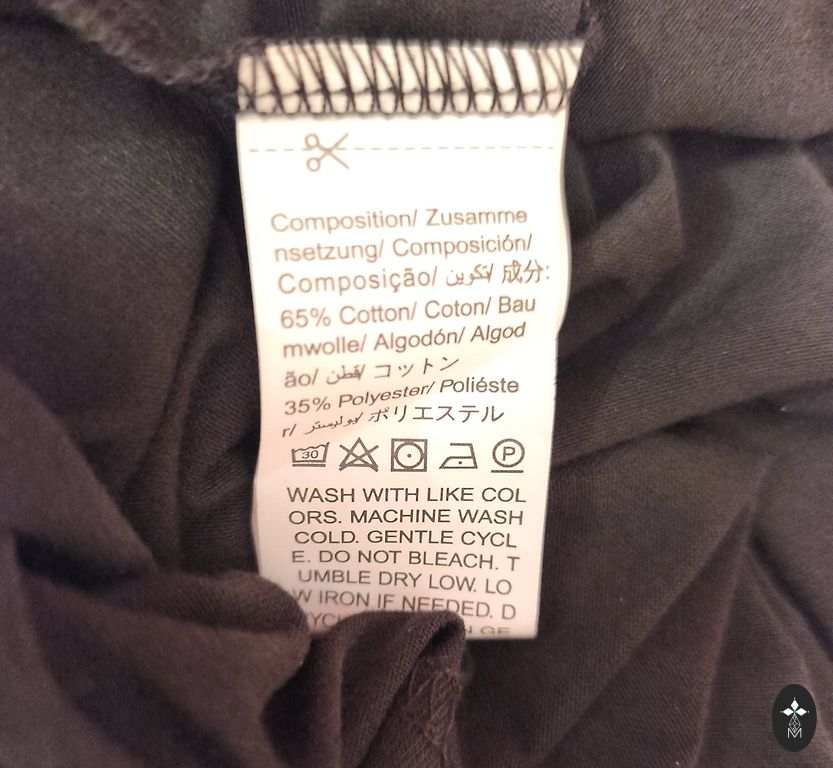 Composition/ Zusamme
nsetzung/ Composición/
Composição/ تكوين/ 成分:
65% Cotton/ Coton/ Bau
mwolle/ Algodón/ Algod
ão/ قطن/ コットン
35% Polyester/ Poliéste
r/ بوليستر/ ポリエステル
30
P
WASH WITH LIKE COL
ORS. MACHINE WASH
COLD. GENTLE CYCL
E. DO NOT BLEACH. T
UMBLE DRY LOW. LO
W IRON IF NEEDED. D
GE
M